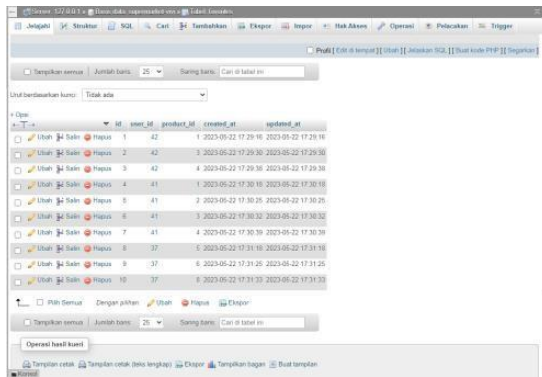 Server: 127.0.0.1 » Basis data: supermarket-vsm » Tabel: favorites
Jelajahi Struktur SQL Cari Tambahkan Ekspor Impor Hak Akses Operasi Pelacakan Trigger
Profil [ Edit di tempat ] [ Ubah ] [ Jelaskan SQL ] [ Buat kode PHP ] [ Segarkan ]
Tampilkan semua Jumlah baris: 25 Saring baris: Cari di tabel ini
Urut berdasarkan kunci: Tidak ada
+ Opsi
←T→ id user_id product_id created_at updated_at
Ubah Salin Hapus 1 42 1 2023-05-22 17:29:16 2023-05-22 17:29:16
Ubah Salin Hapus 2 42 3 2023-05-22 17:29:30 2023-05-22 17:29:30
Ubah Salin Hapus 3 42 4 2023-05-22 17:29:38 2023-05-22 17:29:38
Ubah Salin Hapus 4 41 1 2023-05-22 17:30:18 2023-05-22 17:30:18
Ubah Salin Hapus 5 41 2 2023-05-22 17:30:25 2023-05-22 17:30:25
Ubah Salin Hapus 6 41 3 2023-05-22 17:30:32 2023-05-22 17:30:32
Ubah Salin Hapus 7 41 4 2023-05-22 17:30:39 2023-05-22 17:30:39
Ubah Salin Hapus 8 37 5 2023-05-22 17:31:18 2023-05-22 17:31:18
Ubah Salin Hapus 9 37 6 2023-05-22 17:31:25 2023-05-22 17:31:25
Ubah Salin Hapus 10 37 8 2023-05-22 17:31:33 2023-05-22 17:31:33
Pilih Semua Dengan pilihan: Ubah Hapus Ekspor
Tampilkan semua Jumlah baris: 25 Saring baris: Cari di tabel ini
Operasi hasil kueri
Tampilan cetak Tampilan cetak (teks lengkap) Ekspor Tampilkan bagan Buat tampilan
Konsol